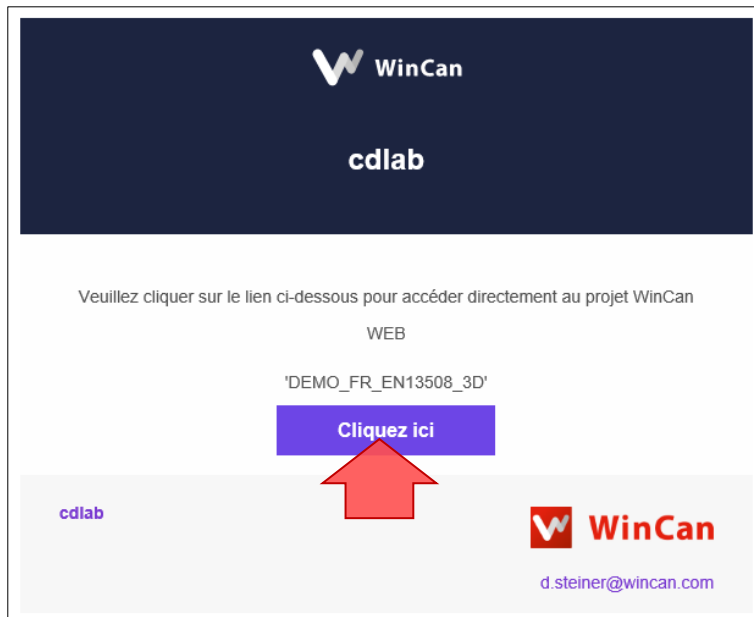 WinCan
cdlab
Veuillez cliquer sur le lien ci-dessous pour accéder directement au projet WinCan
WEB
'DEMO_FR_EN13508_3D'
Cliquez ici
cdlab
WinCan
d.steiner@wincan.com